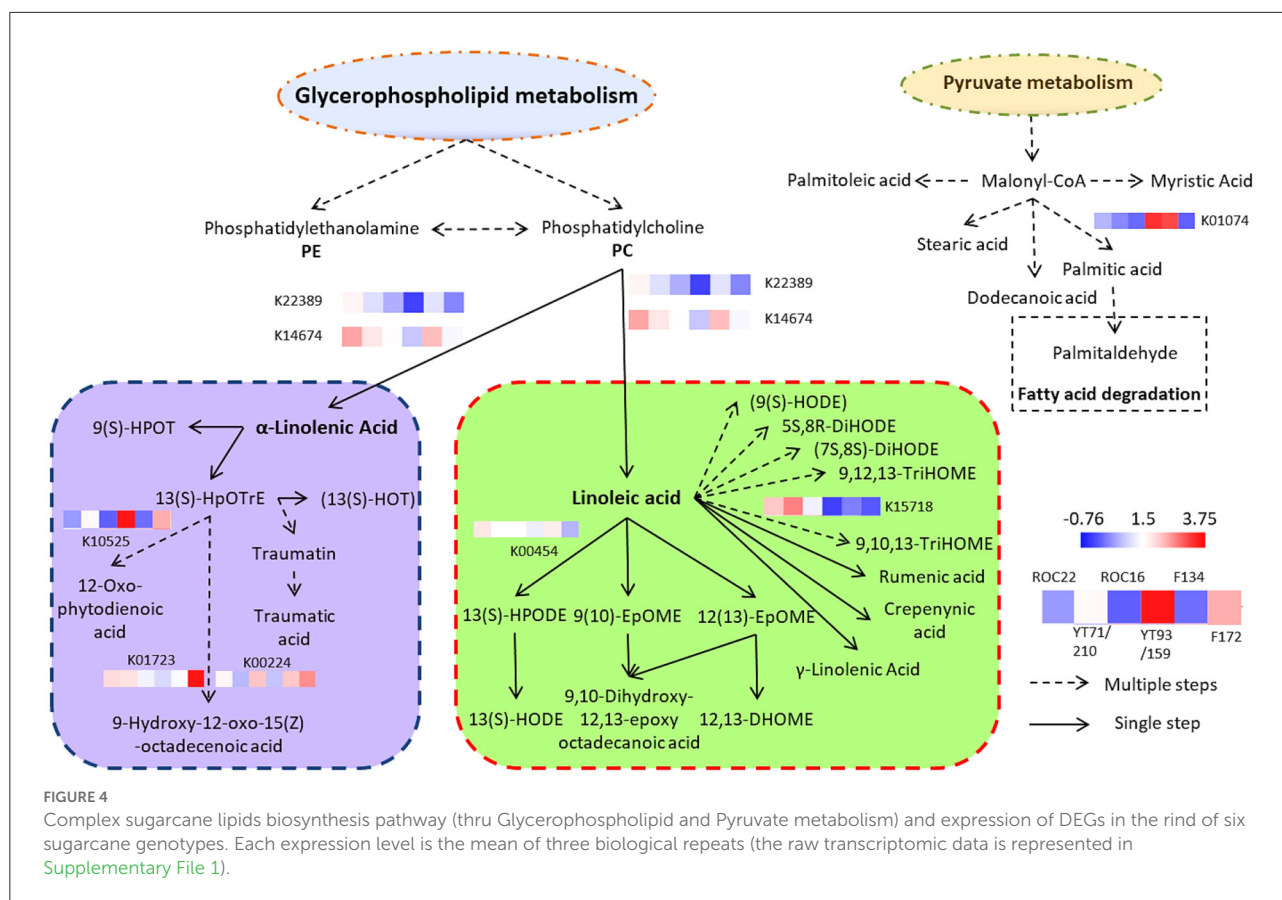 Glycerophospholipid metabolism
Pyruvate metabolism
Palmitoleic acid
Malonyl-CoA
Myristic Acid
Stearic acid
K01074
Palmitic acid
Dodecanoic acid
Palmitaldehyde
Fatty acid degradation
Phosphatidylethanolamine
PE
Phosphatidylcholine
PC
K22389
K14674
K22389
K14674
9(S)-HPOT
α-Linolenic Acid
13(S)-HpOTrE
(13(S)-HOT)
K10525
12-Oxo-
phytodienoic
acid
Traumatin
Traumatic
acid
K01723
K00224
9-Hydroxy-12-oxo-15(Z)
-octadecenoic acid
(9(S)-HODE)
5S,8R-DiHODE
(7S,8S)-DiHODE
9,12,13-TriHOME
Linoleic acid
K15718
K00454
9,10,13-TriHOME
Rumenic acid
Crepenynic
acid
γ-Linolenic Acid
13(S)-HPODE
9(10)-EpOME
12(13)-EpOME
13(S)-HODE
9,10-Dihydroxy-
12,13-epoxy
octadecanoic acid
12,13-DHOME
-0.76
1.5
3.75
ROC22
ROC16
F134
YT71/
210
YT93
/159
F172
Multiple steps
Single step
FIGURE 4
Complex sugarcane lipids biosynthesis pathway (thru Glycerophospholipid and Pyruvate metabolism) and expression of DEGs in the rind of six
sugarcane genotypes. Each expression level is the mean of three biological repeats (the raw transcriptomic data is represented in
Supplementary File 1).